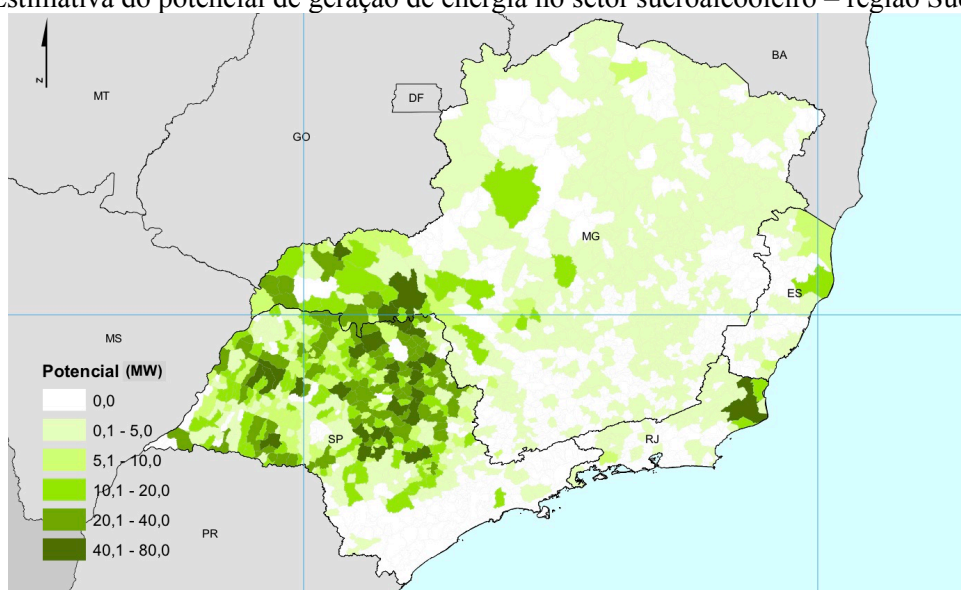 Estimativa do potencial de geração de energia no setor sucroalcooleiro – região
BA
MT
DF
GO
z
MG
ES
MS
Potencial (MW)
0,0
0,1 - 5,0
SP
RJ
5,1 - 10,0
10,1 - 20,0
20,1 - 40,0
PR
40,1 - 80,0